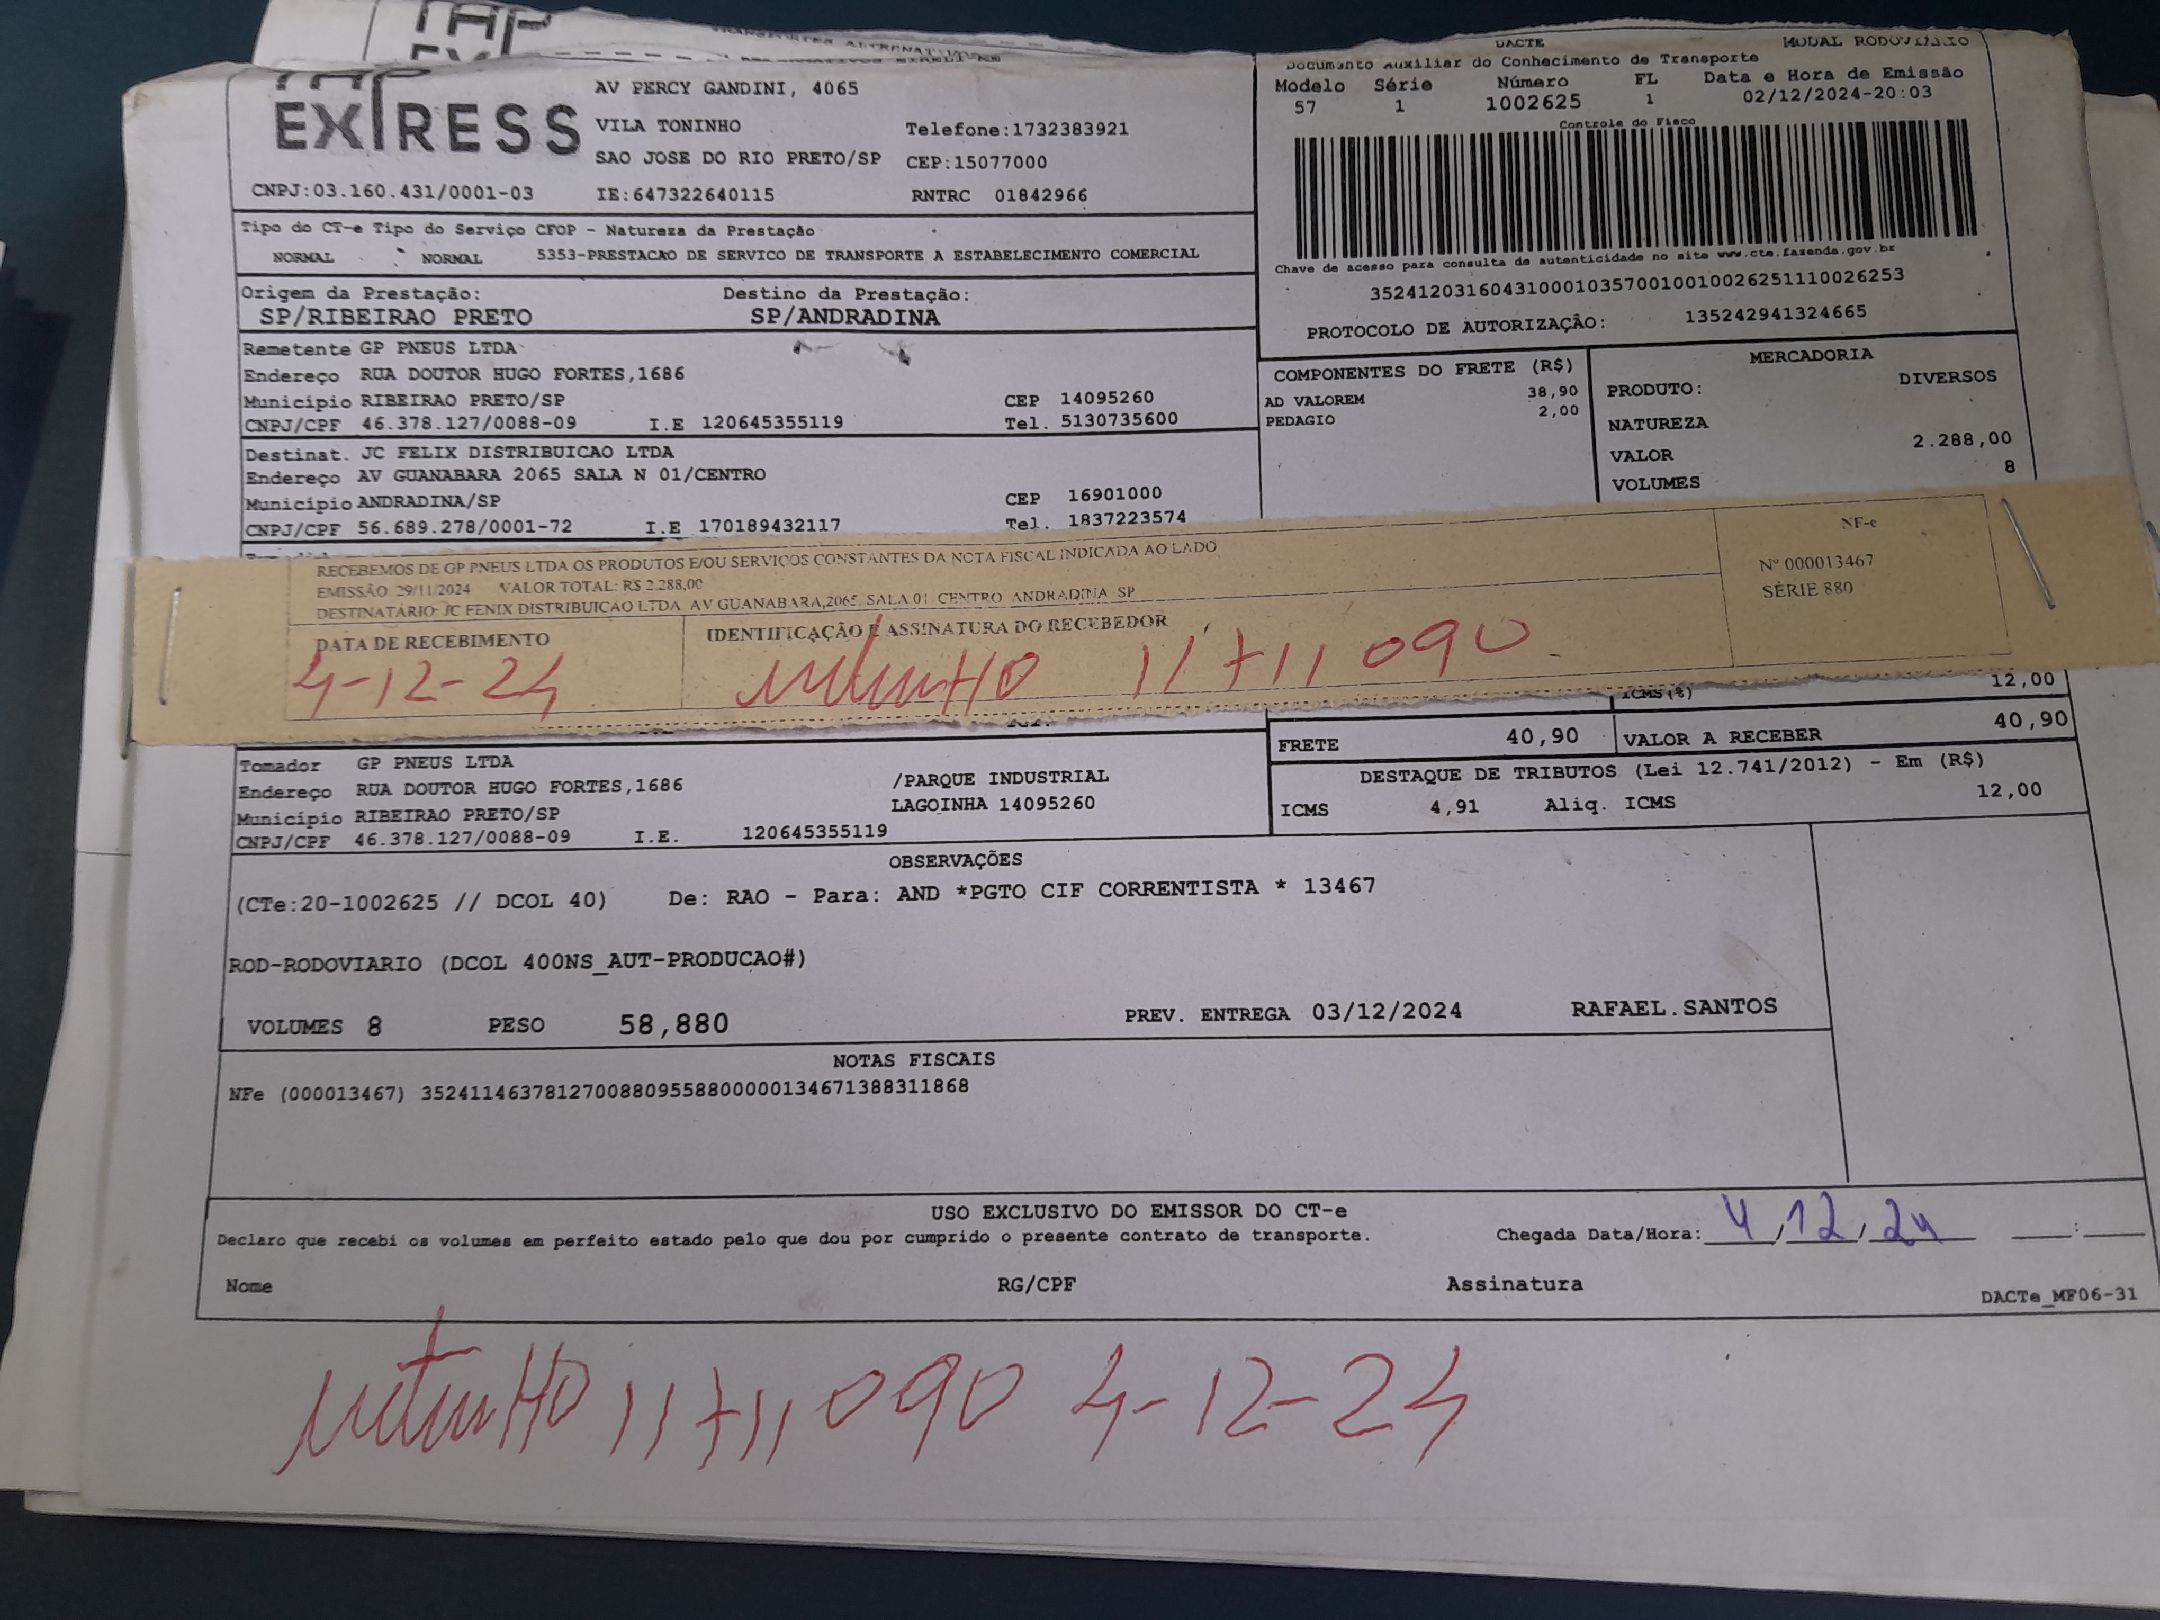 EXPRESS
AV PERCY GANDINI, 4065
VILA TONINHO Telefone:1732383921
SAO JOSE DO RIO PRETO/SP CEP:15077000
CNPJ:03.160.431/0001-03 IE:647322640115 RNTRC 01842966
DACTE MODAL RODOVIARIO
Documento Auxiliar do Conhecimento de Transporte
Modelo Série Número FL Data e Hora de Emissão
57 1 1002625 1 02/12/2024-20:03
Controle do Fisco
Chave de acesso para consulta de autenticidade no site www.cte.fazenda.gov.br
35241203160431000103570010010026251110026253
PROTOCOLO DE AUTORIZAÇÃO: 135242941324665
Tipo do CT-e Tipo do Serviço CFOP - Natureza da Prestação
NORMAL NORMAL 5353-PRESTACAO DE SERVICO DE TRANSPORTE A ESTABELECIMENTO COMERCIAL
Origem da Prestação: Destino da Prestação:
SP/RIBEIRAO PRETO SP/ANDRADINA
Remetente GP PNEUS LTDA
Endereço RUA DOUTOR HUGO FORTES,1686
Município RIBEIRAO PRETO/SP CEP 14095260
CNPJ/CPF 46.378.127/0088-09 I.E 120645355119 Tel. 5130735600
Destinat. JC FELIX DISTRIBUICAO LTDA
Endereço AV GUANABARA 2065 SALA N 01/CENTRO
Município ANDRADINA/SP CEP 16901000
CNPJ/CPF 56.689.278/0001-72 I.E 170189432117 Tel. 1837223574
COMPONENTES DO FRETE (R$)
AD VALOREM 38,90
PEDAGIO 2,00
MERCADORIA
PRODUTO: DIVERSOS
NATUREZA
VALOR 2.288,00
VOLUMES 8
RECEBEMOS DE GP PNEUS LTDA OS PRODUTOS E/OU SERVIÇOS CONSTANTES DA NOTA FISCAL INDICADA AO LADO
EMISSÃO 29/11/2024 VALOR TOTAL: R$ 2.288,00
DESTINATÁRIO: JC FENIX DISTRIBUICAO LTDA AV GUANABARA,2065 SALA 01 CENTRO ANDRADINA SP
DATA DE RECEBIMENTO IDENTIFICAÇÃO E ASSINATURA DO RECEBEDOR
4-12-24 11711090
NF-e
Nº 000013467
SÉRIE 880
ICMS(%) 12,00
FRETE 40,90 VALOR A RECEBER 40,90
DESTAQUE DE TRIBUTOS (Lei 12.741/2012) - Em (R$)
ICMS 4,91 Aliq. ICMS 12,00
Tomador GP PNEUS LTDA
Endereço RUA DOUTOR HUGO FORTES,1686 /PARQUE INDUSTRIAL
Município RIBEIRAO PRETO/SP LAGOINHA 14095260
CNPJ/CPF 46.378.127/0088-09 I.E. 120645355119
OBSERVAÇÕES
(CTe:20-1002625 // DCOL 40) De: RAO - Para: AND *PGTO CIF CORRENTISTA * 13467
ROD-RODOVIARIO (DCOL 400NS_AUT-PRODUCAO#)
VOLUMES 8 PESO 58,880 PREV. ENTREGA 03/12/2024 RAFAEL.SANTOS
NOTAS FISCAIS
NFe (000013467) 35241146378127008809558800000134671388311868
USO EXCLUSIVO DO EMISSOR DO CT-e
Declaro que recebi os volumes em perfeito estado pelo que dou por cumprido o presente contrato de transporte. Chegada Data/Hora: 4/12/24 :
Nome RG/CPF Assinatura
DACTe_MF06-31
11711090 4-12-24